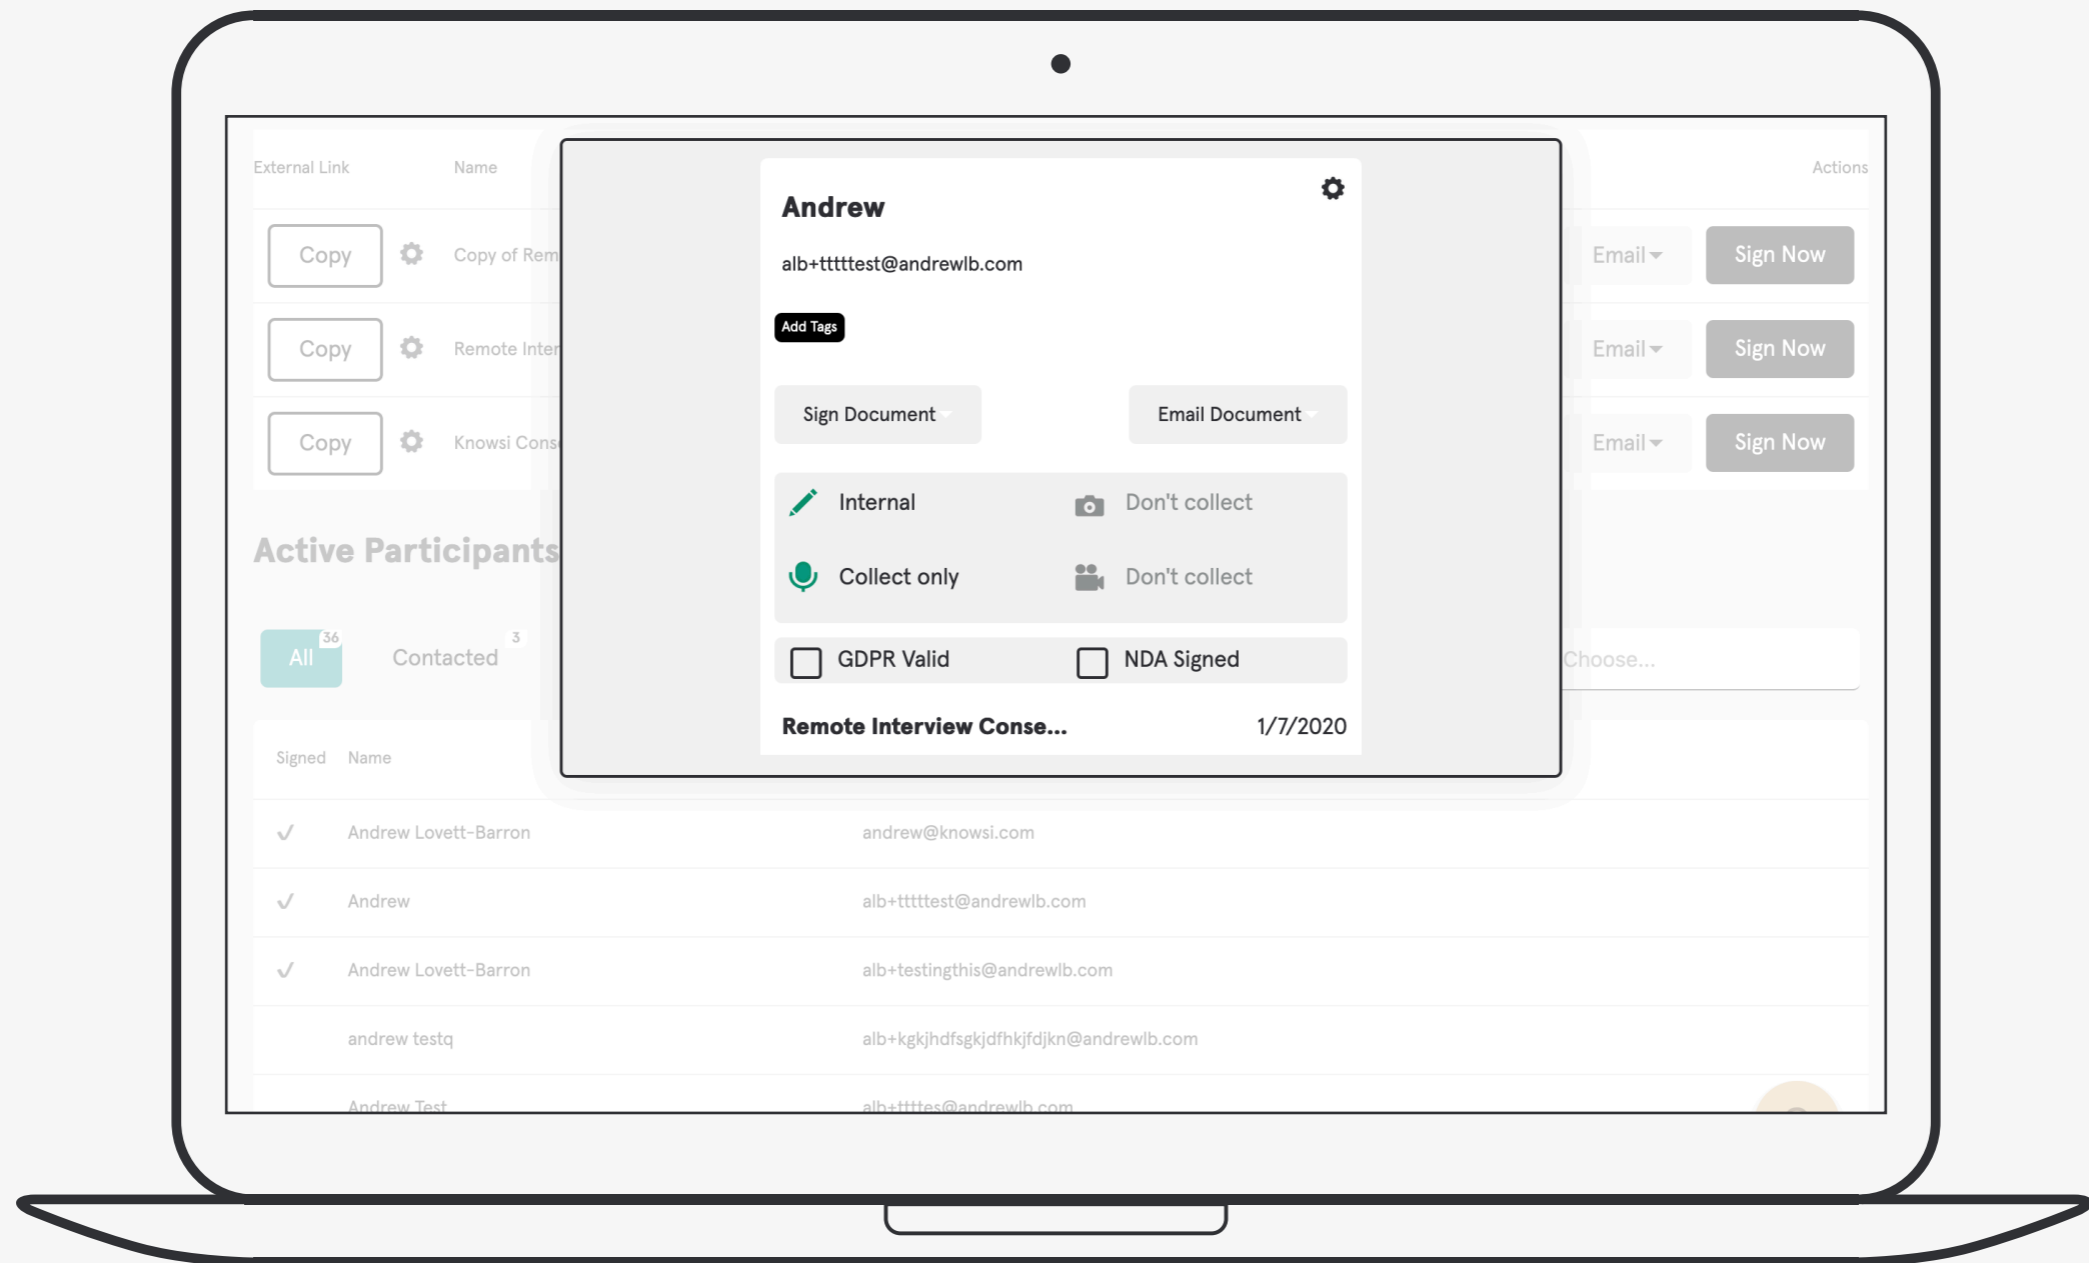 External Link Name Actions
Copy Copy of Rem Email Sign Now
Copy Remote Inter Email Sign Now
Copy Knowsi Cons Email Sign Now
Andrew
alb+tttttest@andrewlb.com
Add Tags
Sign Document Email Document
Internal Don't collect
Collect only Don't collect
GDPR Valid NDA Signed
Remote Interview Conse... 1/7/2020
Active Participants
All 36 Contacted 3 Choose...
Signed Name
Andrew Lovett-Barron andrew@knowsi.com
Andrew alb+tttttest@andrewlb.com
Andrew Lovett-Barron alb+testingthis@andrewlb.com
andrew testq alb+kgkjhdfsgkjdfhkjfdjkn@andrewlb.com
Andrew Test alb+ttttes@andrewlb.com